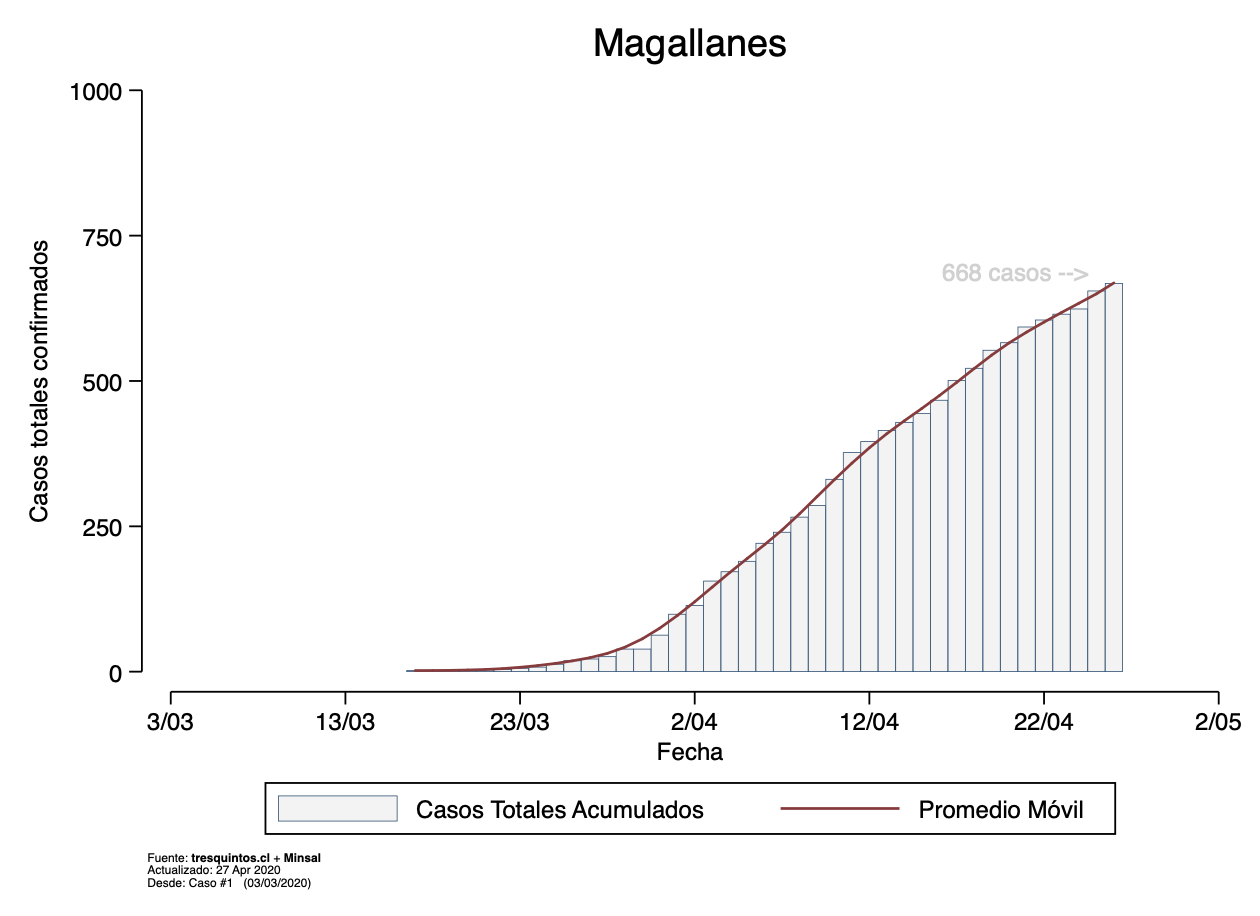 Magallanes
1000
750
500
250
0
Casos totales confirmados
668 casos -->
3/03 13/03 23/03 2/04 12/04 22/04 2/05
Fecha
Casos Totales Acumulados Promedio Móvil
Fuente: tresquintos.cl + Minsal
Actualizado: 27 Apr 2020
Desde: Caso #1 (03/03/2020)